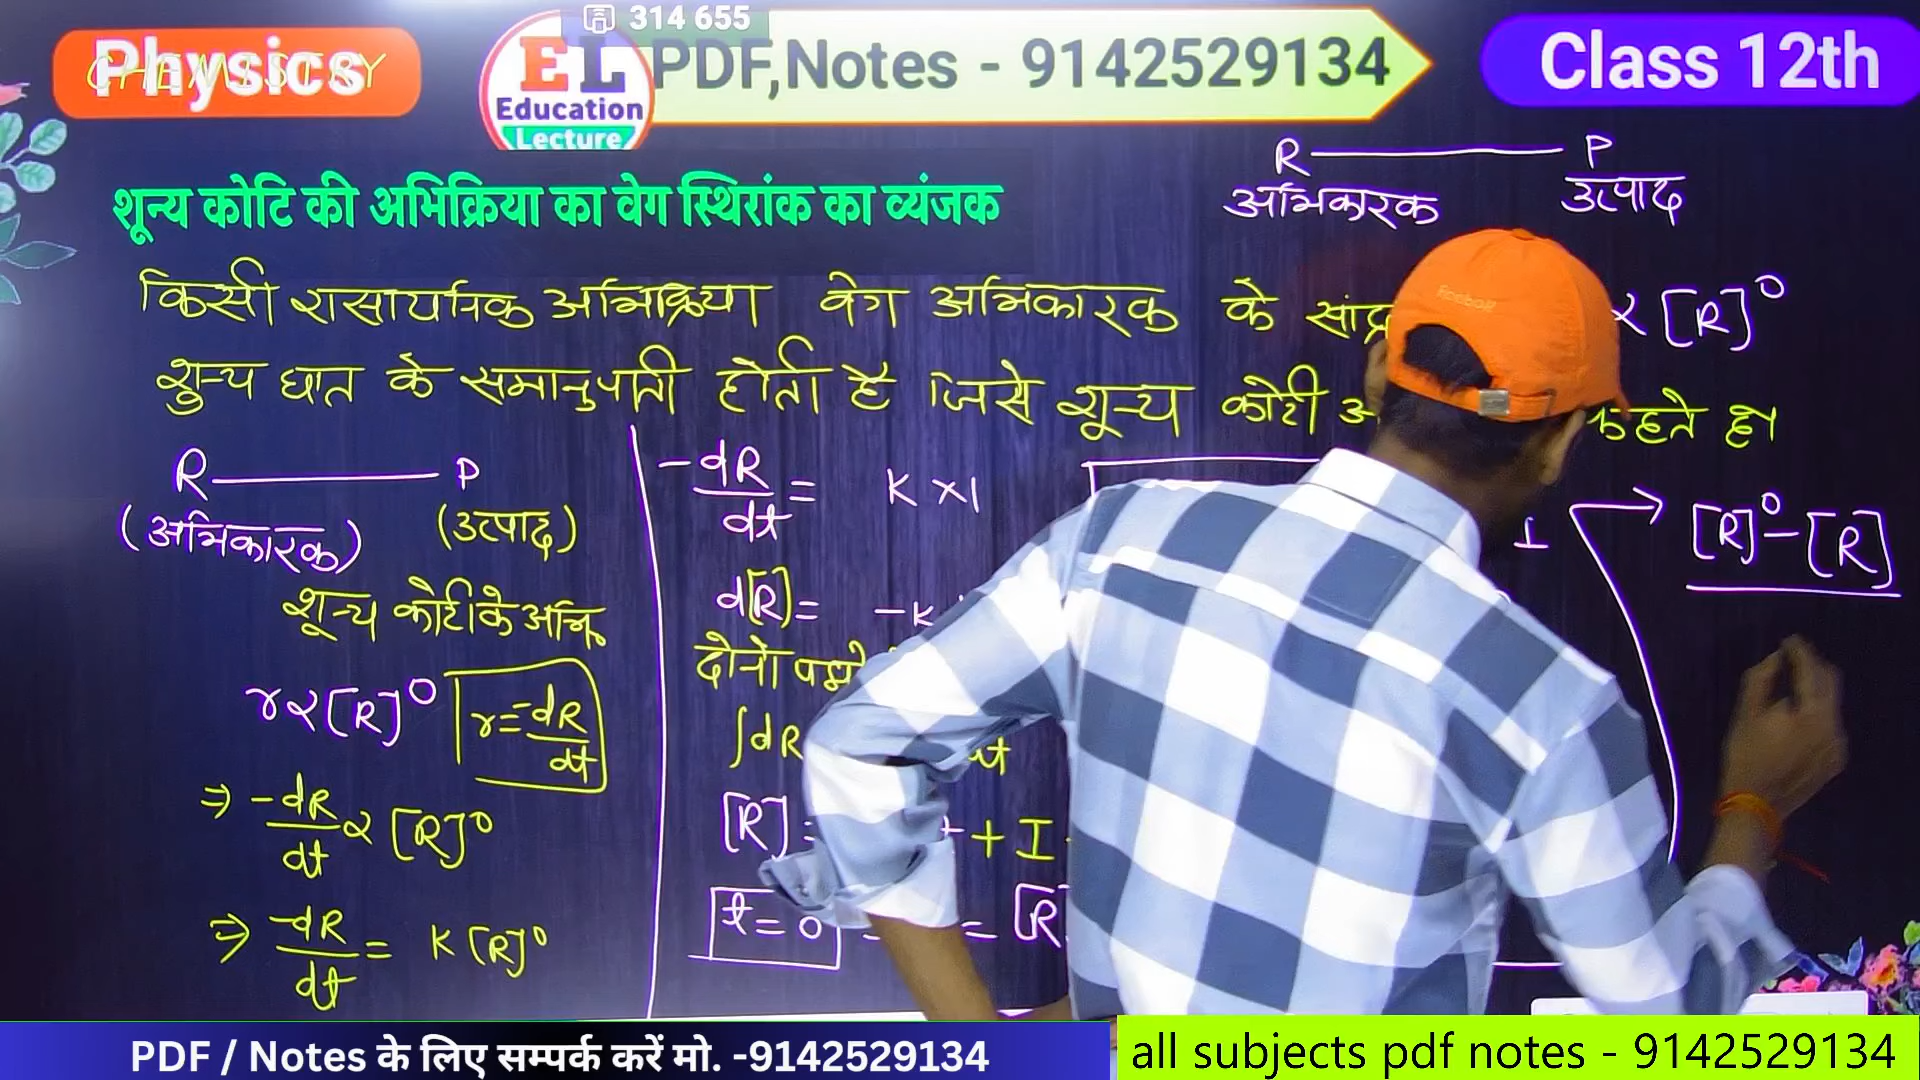 314 655
Physics
CHEMISTRY
EL
Education
Lecture
PDF,Notes - 9142529134
Class 12th
R P
अभिकारक उत्पाद
शून्य कोटि की अभिक्रिया का वेग स्थिरांक का व्यंजक
किसी रासायनिक अभिक्रिया वेग अभिकारक के सांद्र
∝ [R]⁰
शुन्य घात के समानुपाती होती है जिसे शून्य कोटी अ कहते है।
R P
(अभिकारक) (उत्पाद)
शून्य कोटी के अभि
r∝[R]⁰
r=-dR/dt
⇒ -dR/dt ∝ [R]⁰
⇒ -dR/dt = K [R]⁰
-dR/dt = K×1
d[R]= -K
दोनो पक्षो
∫dR dt
[R]= + I
t=0 = [R]
I → [R]⁰-[R]
PDF / Notes के लिए सम्पर्क करें मो. -9142529134
all subjects pdf notes - 9142529134